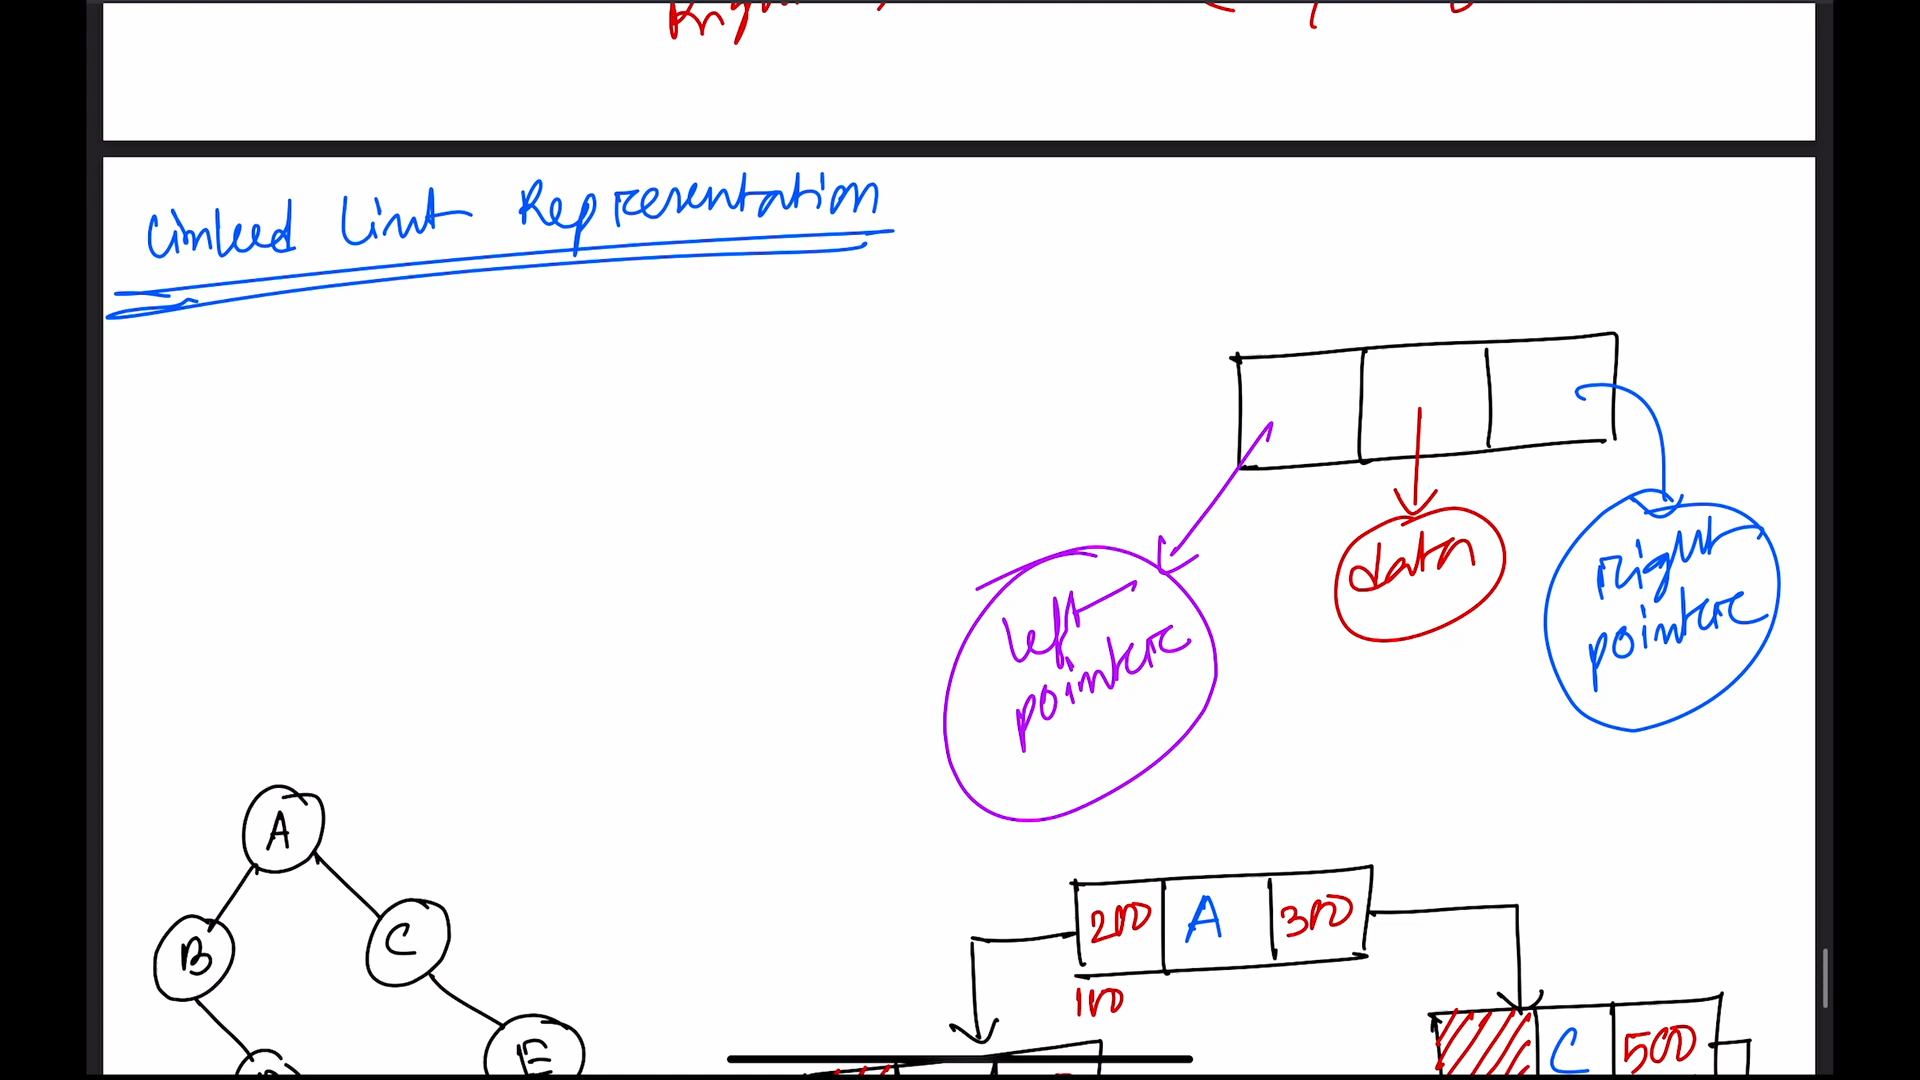 Linked List Representation
data
right
pointer
left
pointer
A
200 A 300
B
C
100
E
C 500